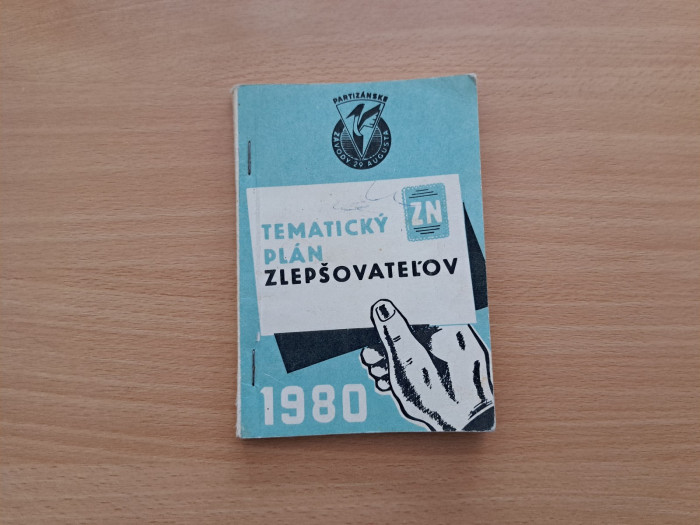 PARTIZÁNSKE
ZÁVODY 29 AUGUSTA
ZN
TEMATICKÝ
PLÁN
ZLEPŠOVATEĽOV
1980